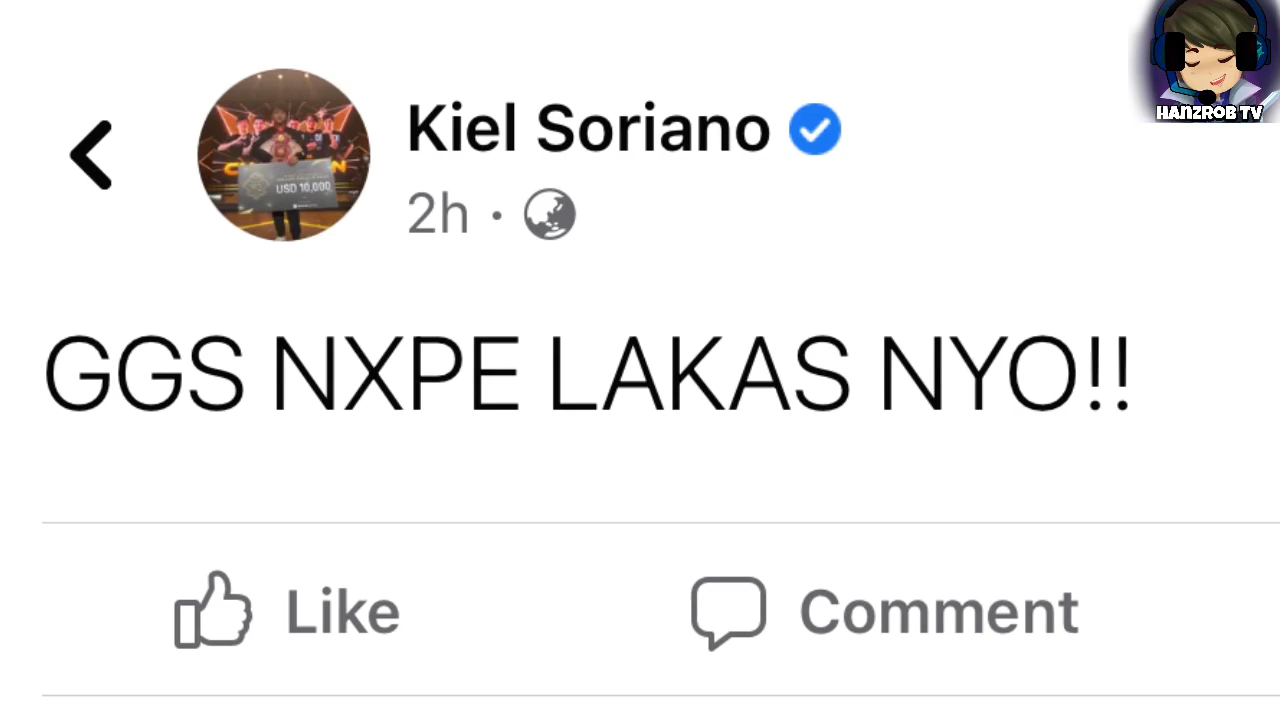 HANZROB TV
Kiel Soriano
2h ·
USD 10,000
GGS NXPE LAKAS NYO!!
Like
Comment